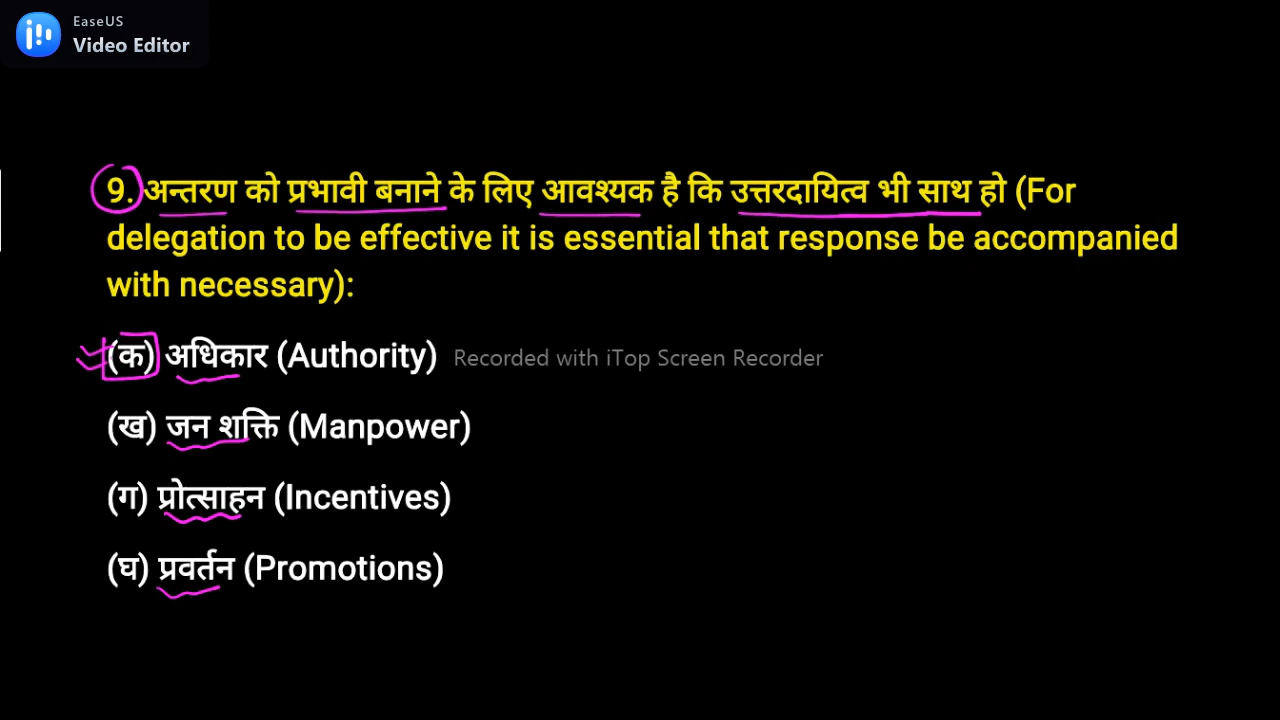 EaseUS
Video Editor
9. अन्तरण को प्रभावी बनाने के लिए आवश्यक है कि उत्तरदायित्व भी साथ हो (For
delegation to be effective it is essential that response be accompanied
with necessary):
(क) अधिकार (Authority) Recorded with iTop Screen Recorder
(ख) जन शक्ति (Manpower)
(ग) प्रोत्साहन (Incentives)
(घ) प्रवर्तन (Promotions)